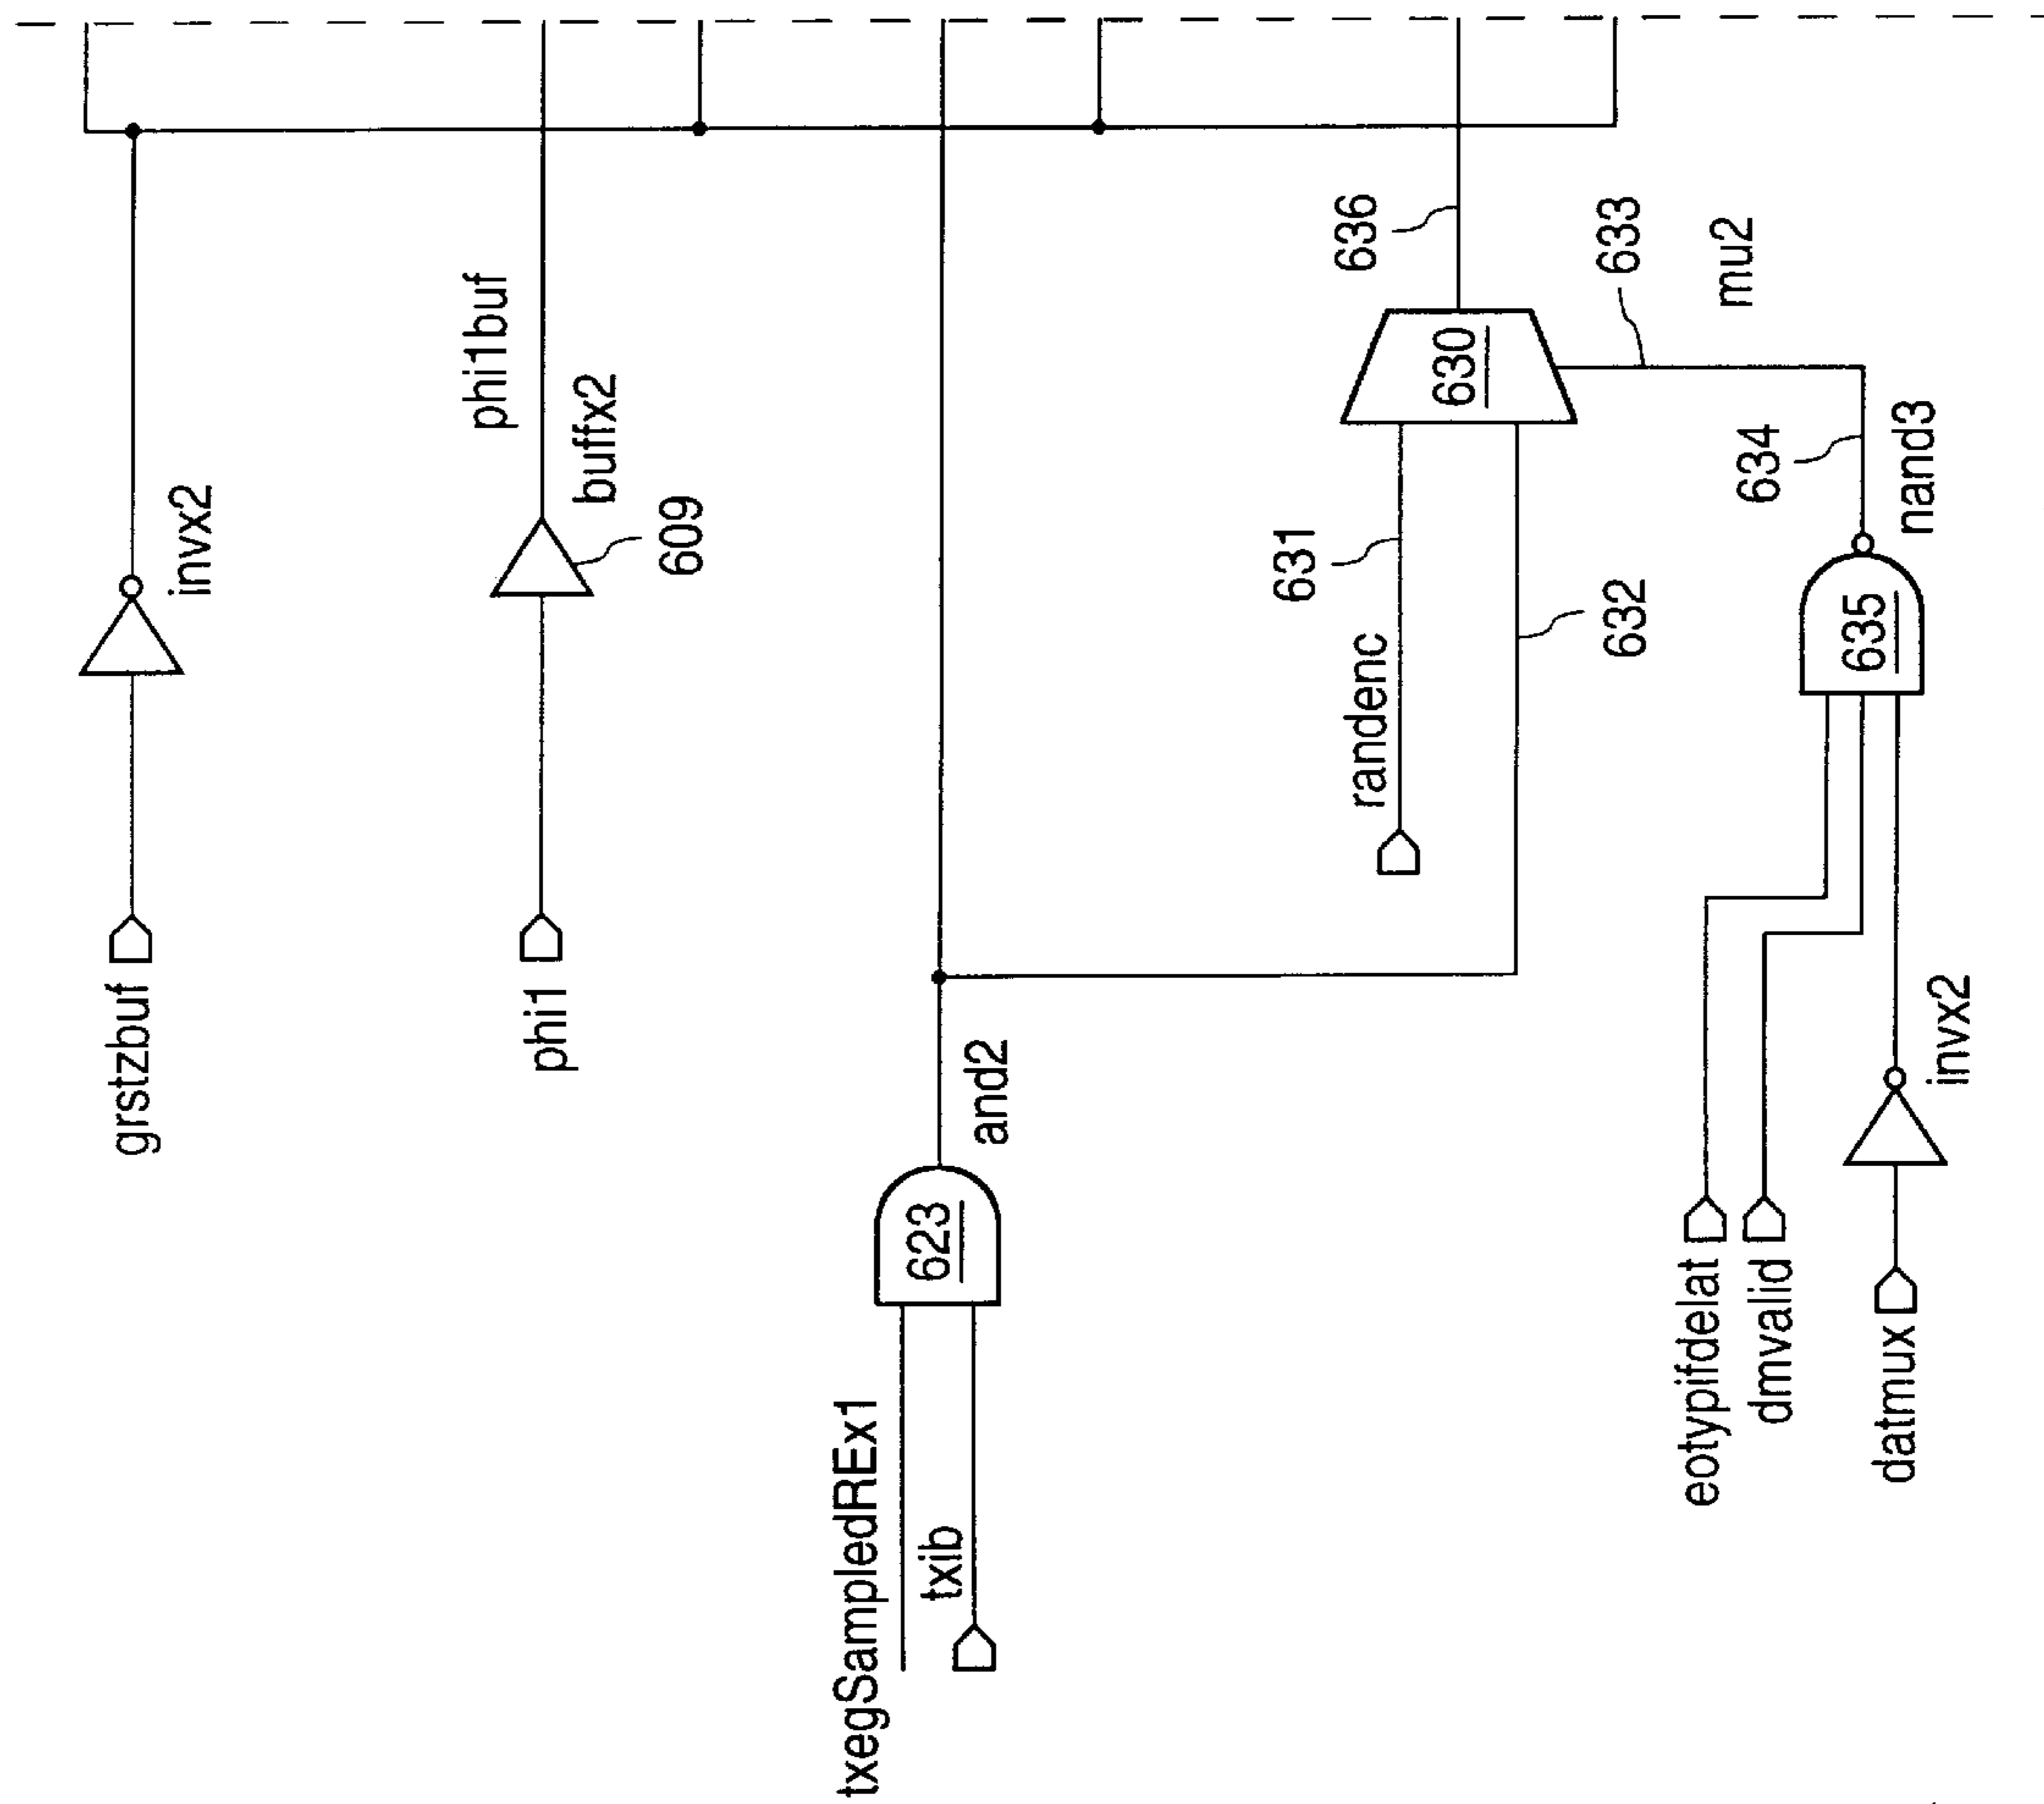 grstzbuf
invx2
phi1
phi1buf
buffx2
609
txegSampledREx1
txib
623
and2
randenc
631
632
630
636
633
mu2
eotypifdelat
dmvalid
datmux
invx2
635
634
nand3